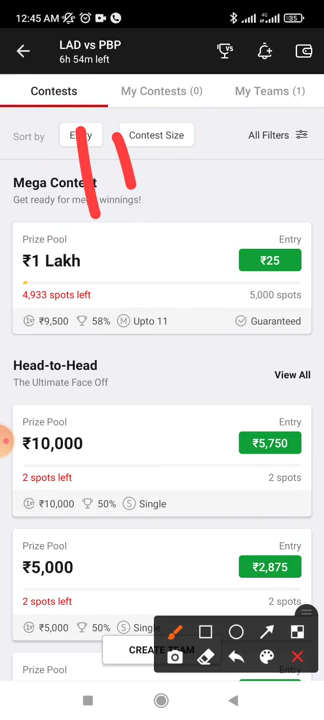 12:45 AM
35
LAD vs PBP
6h 54m left
VS
Contests
My Contests (0)
My Teams (1)
Sort by
Entry
Contest Size
All Filters
Mega Contest
Get ready for mega winnings!
Prize Pool
Entry
₹1 Lakh
₹25
4,933 spots left
5,000 spots
₹9,500
58%
M
Upto 11
Guaranteed
Head-to-Head
View All
The Ultimate Face Off
Prize Pool
Entry
₹10,000
₹5,750
2 spots left
2 spots
₹10,000
50%
S
Single
Prize Pool
Entry
₹5,000
₹2,875
2 spots left
2 spots
₹5,000
50%
S
Single
CREATE TEAM
Prize Pool
Entry